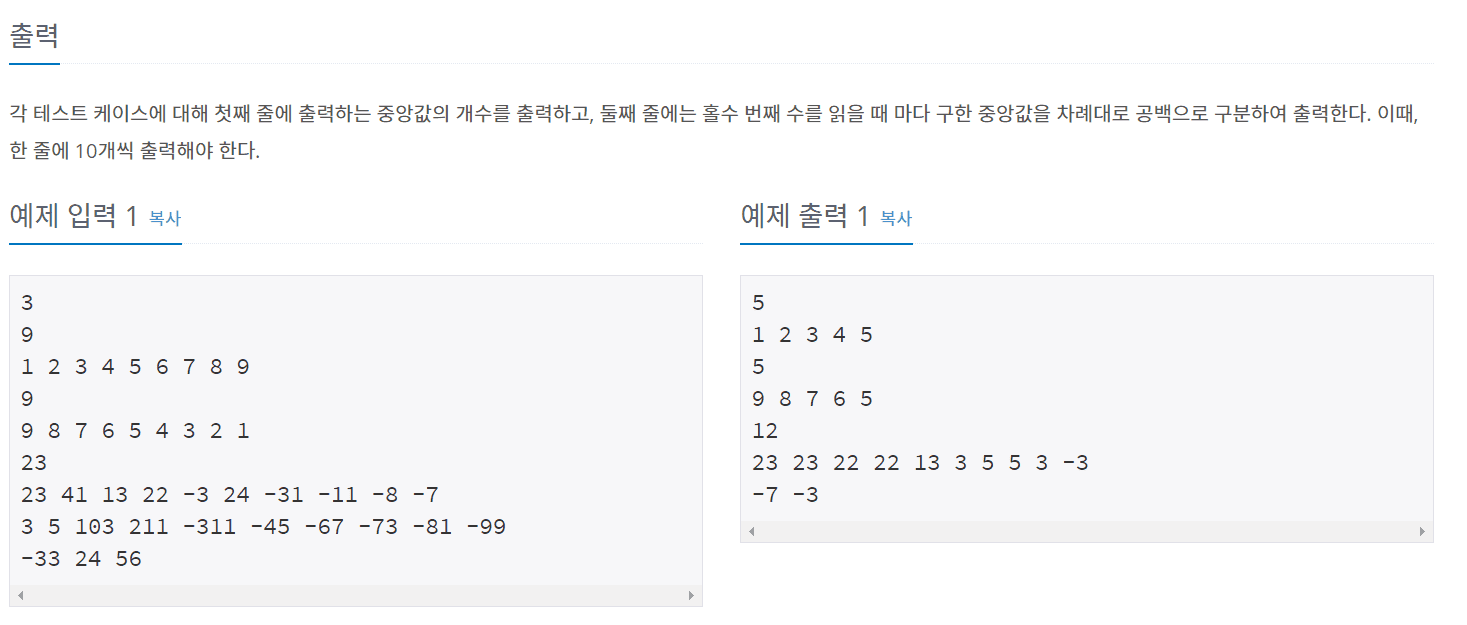 출력
각 테스트 케이스에 대해 첫째 줄에 출력하는 중앙값의 개수를 출력하고, 둘째 줄에는 홀수 번째 수를 읽을 때 마다 구한 중앙값을 차례대로 공백으로 구분하여 출력한다. 이때,
한 줄에 10개씩 출력해야 한다.
예제 입력 1 복사
3
9
1 2 3 4 5 6 7 8 9
9
9 8 7 6 5 4 3 2 1
23
23 41 13 22 -3 24 -31 -11 -8 -7
3 5 103 211 -311 -45 -67 -73 -81 -99
-33 24 56
예제 출력 1 복사
5
1 2 3 4 5
5
9 8 7 6 5
12
23 23 22 22 13 3 5 5 3 -3
-7 -3